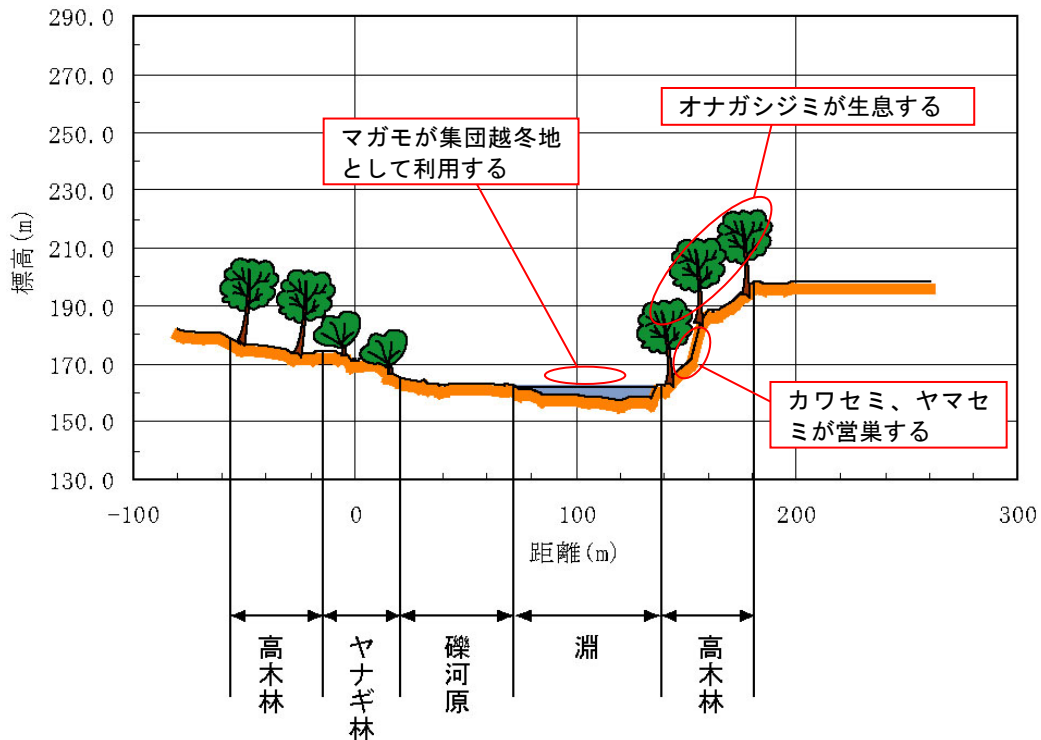 290.0
270.0
250.0
230.0
210.0
190.0
170.0
150.0
130.0
標高(m)
オナガシジミが生息する
マガモが集団越冬地
として利用する
カワセミ、ヤマセ
ミが営巣する
-100
0
100
200
300
距離(m)
高木林
ヤナギ林
礫河原
淵
高木林